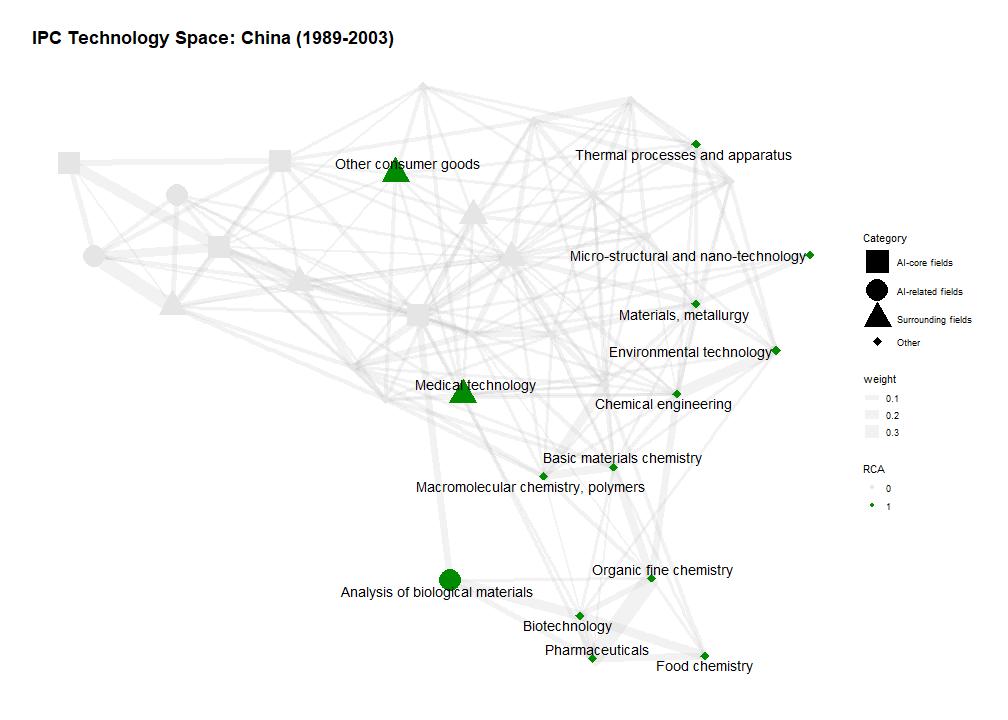 IPC Technology Space: China (1989-2003)
Other consumer goods
Thermal processes and apparatus
Micro-structural and nano-technology
Materials, metallurgy
Environmental technology
Medical technology
Chemical engineering
Basic materials chemistry
Macromolecular chemistry, polymers
Organic fine chemistry
Analysis of biological materials
Biotechnology
Pharmaceuticals
Food chemistry
Category
AI-core fields
AI-related fields
Surrounding fields
Other
weight
0.1
0.2
0.3
RCA
0
1